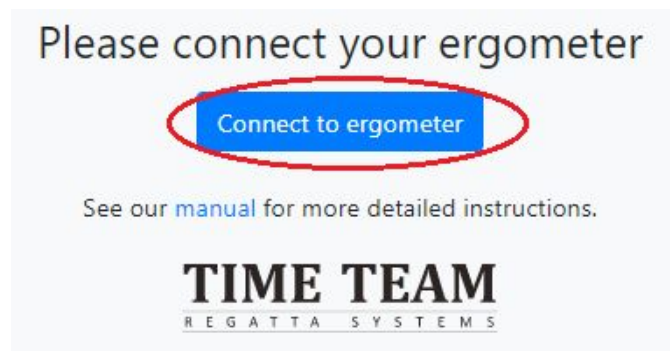 Please connect your ergometer
Connect to ergometer
See our manual for more detailed instructions.
TIME TEAM
REGATTA SYSTEMS